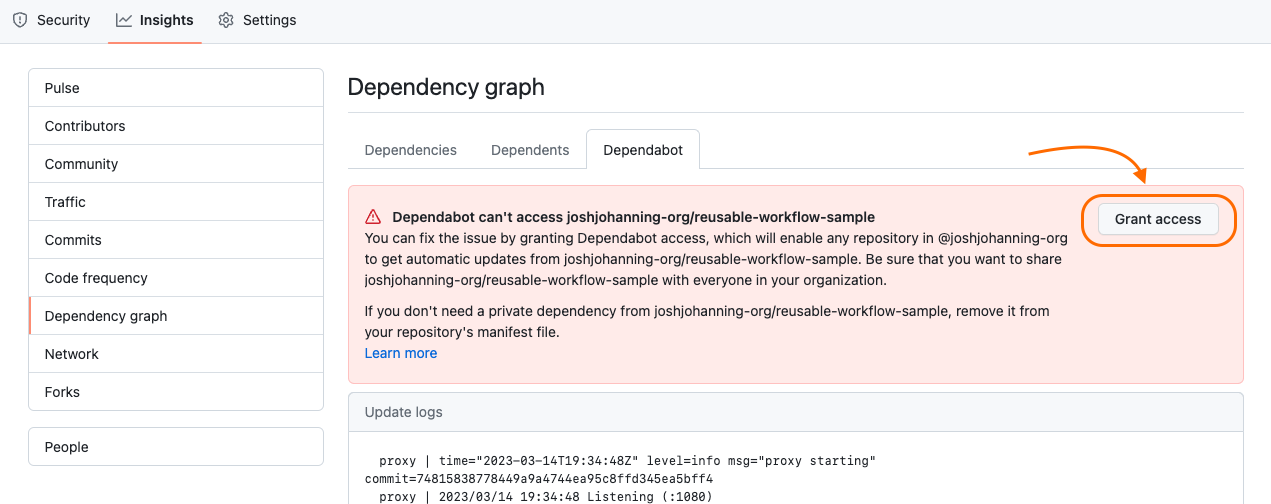 Security
Insights
Settings
Pulse
Contributors
Community
Traffic
Commits
Code frequency
Dependency graph
Network
Forks
People
Dependency graph
Dependencies
Dependents
Dependabot
Dependabot can't access joshjohanning-org/reusable-workflow-sample
You can fix the issue by granting Dependabot access, which will enable any repository in @joshjohanning-org
to get automatic updates from joshjohanning-org/reusable-workflow-sample. Be sure that you want to share
joshjohanning-org/reusable-workflow-sample with everyone in your organization.
If you don't need a private dependency from joshjohanning-org/reusable-workflow-sample, remove it from
your repository's manifest file.
Learn more
Grant access
Update logs
proxy | time="2023-03-14T19:34:48Z" level=info msg="proxy starting"
commit=74815838778449a9a4744ea95c8ffd345ea5bff4
proxy | 2023/03/14 19:34:48 Listening (:1080)